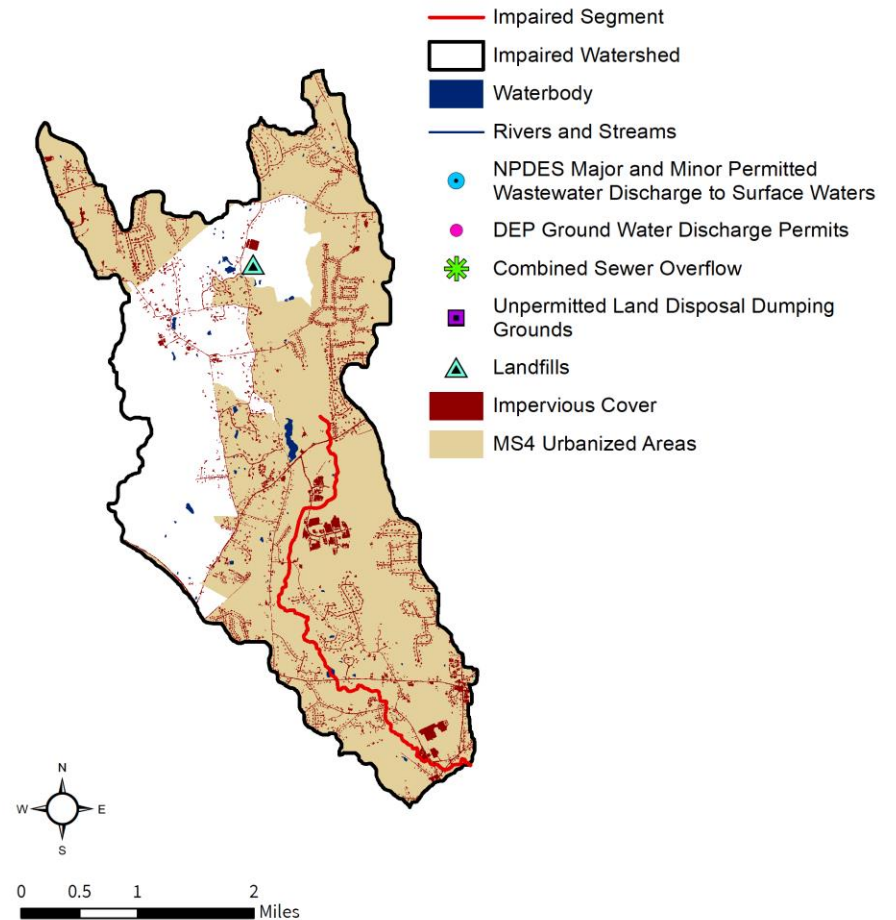 Impaired Segment
Impaired Watershed
Waterbody
Rivers and Streams
NPDES Major and Minor Permitted
Wastewater Discharge to Surface Waters
DEP Ground Water Discharge Permits
Combined Sewer Overflow
Unpermitted Land Disposal Dumping
Grounds
Landfills
Impervious Cover
MS4 Urbanized Areas
N
W E
S
0 0.5 1 2
Miles